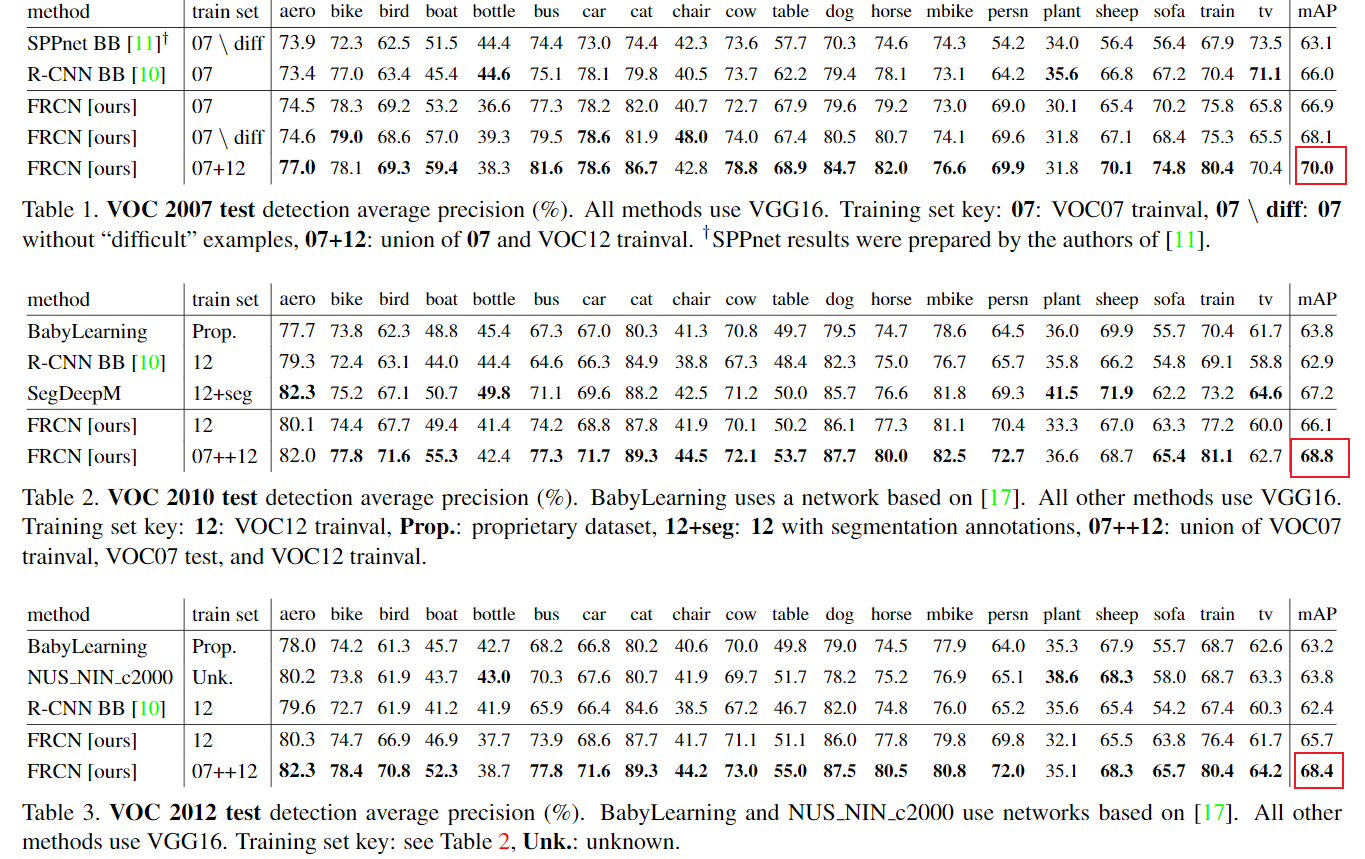 method train set aero bike bird boat bottle bus car cat chair cow table dog horse mbike persn plant sheep sofa train tv mAP
SPPnet BB [11]† 07 \ diff 73.9 72.3 62.5 51.5 44.4 74.4 73.0 74.4 42.3 73.6 57.7 70.3 74.6 74.3 54.2 34.0 56.4 56.4 67.9 73.5 63.1
R-CNN BB [10] 07 73.4 77.0 63.4 45.4 44.6 75.1 78.1 79.8 40.5 73.7 62.2 79.4 78.1 73.1 64.2 35.6 66.8 67.2 70.4 71.1 66.0
FRCN [ours] 07 74.5 78.3 69.2 53.2 36.6 77.3 78.2 82.0 40.7 72.7 67.9 79.6 79.2 73.0 69.0 30.1 65.4 70.2 75.8 65.8 66.9
FRCN [ours] 07 \ diff 74.6 79.0 68.6 57.0 39.3 79.5 78.6 81.9 48.0 74.0 67.4 80.5 80.7 74.1 69.6 31.8 67.1 68.4 75.3 65.5 68.1
FRCN [ours] 07+12 77.0 78.1 69.3 59.4 38.3 81.6 78.6 86.7 42.8 78.8 68.9 84.7 82.0 76.6 69.9 31.8 70.1 74.8 80.4 70.4 70.0
Table 1. VOC 2007 test detection average precision (%). All methods use VGG16. Training set key: 07: VOC07 trainval, 07 \ diff: 07
without “difficult” examples, 07+12: union of 07 and VOC12 trainval. †SPPnet results were prepared by the authors of [11].
method train set aero bike bird boat bottle bus car cat chair cow table dog horse mbike persn plant sheep sofa train tv mAP
BabyLearning Prop. 77.7 73.8 62.3 48.8 45.4 67.3 67.0 80.3 41.3 70.8 49.7 79.5 74.7 78.6 64.5 36.0 69.9 55.7 70.4 61.7 63.8
R-CNN BB [10] 12 79.3 72.4 63.1 44.0 44.4 64.6 66.3 84.9 38.8 67.3 48.4 82.3 75.0 76.7 65.7 35.8 66.2 54.8 69.1 58.8 62.9
SegDeepM 12+seg 82.3 75.2 67.1 50.7 49.8 71.1 69.6 88.2 42.5 71.2 50.0 85.7 76.6 81.8 69.3 41.5 71.9 62.2 73.2 64.6 67.2
FRCN [ours] 12 80.1 74.4 67.7 49.4 41.4 74.2 68.8 87.8 41.9 70.1 50.2 86.1 77.3 81.1 70.4 33.3 67.0 63.3 77.2 60.0 66.1
FRCN [ours] 07++12 82.0 77.8 71.6 55.3 42.4 77.3 71.7 89.3 44.5 72.1 53.7 87.7 80.0 82.5 72.7 36.6 68.7 65.4 81.1 62.7 68.8
Table 2. VOC 2010 test detection average precision (%). BabyLearning uses a network based on [17]. All other methods use VGG16.
Training set key: 12: VOC12 trainval, Prop.: proprietary dataset, 12+seg: 12 with segmentation annotations, 07++12: union of VOC07
trainval, VOC07 test, and VOC12 trainval.
method train set aero bike bird boat bottle bus car cat chair cow table dog horse mbike persn plant sheep sofa train tv mAP
BabyLearning Prop. 78.0 74.2 61.3 45.7 42.7 68.2 66.8 80.2 40.6 70.0 49.8 79.0 74.5 77.9 64.0 35.3 67.9 55.7 68.7 62.6 63.2
NUS_NIN_c2000 Unk. 80.2 73.8 61.9 43.7 43.0 70.3 67.6 80.7 41.9 69.7 51.7 78.2 75.2 76.9 65.1 38.6 68.3 58.0 68.7 63.3 63.8
R-CNN BB [10] 12 79.6 72.7 61.9 41.2 41.9 65.9 66.4 84.6 38.5 67.2 46.7 82.0 74.8 76.0 65.2 35.6 65.4 54.2 67.4 60.3 62.4
FRCN [ours] 12 80.3 74.7 66.9 46.9 37.7 73.9 68.6 87.7 41.7 71.1 51.1 86.0 77.8 79.8 69.8 32.1 65.5 63.8 76.4 61.7 65.7
FRCN [ours] 07++12 82.3 78.4 70.8 52.3 38.7 77.8 71.6 89.3 44.2 73.0 55.0 87.5 80.5 80.8 72.0 35.1 68.3 65.7 80.4 64.2 68.4
Table 3. VOC 2012 test detection average precision (%). BabyLearning and NUS_NIN_c2000 use networks based on [17]. All other
methods use VGG16. Training set key: see Table 2, Unk.: unknown.